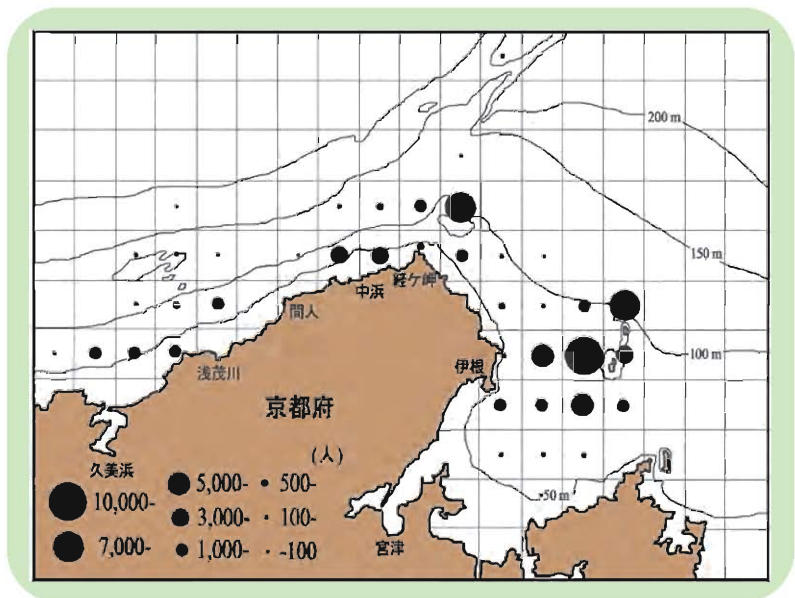 200 m
150 m
100 m
50 m
経ケ岬
中浜
間人
浅茂川
伊根
京都府
久美浜
宮津
(人)
10,000-
7,000-
5,000-
3,000-
1,000-
500-
100-
-100